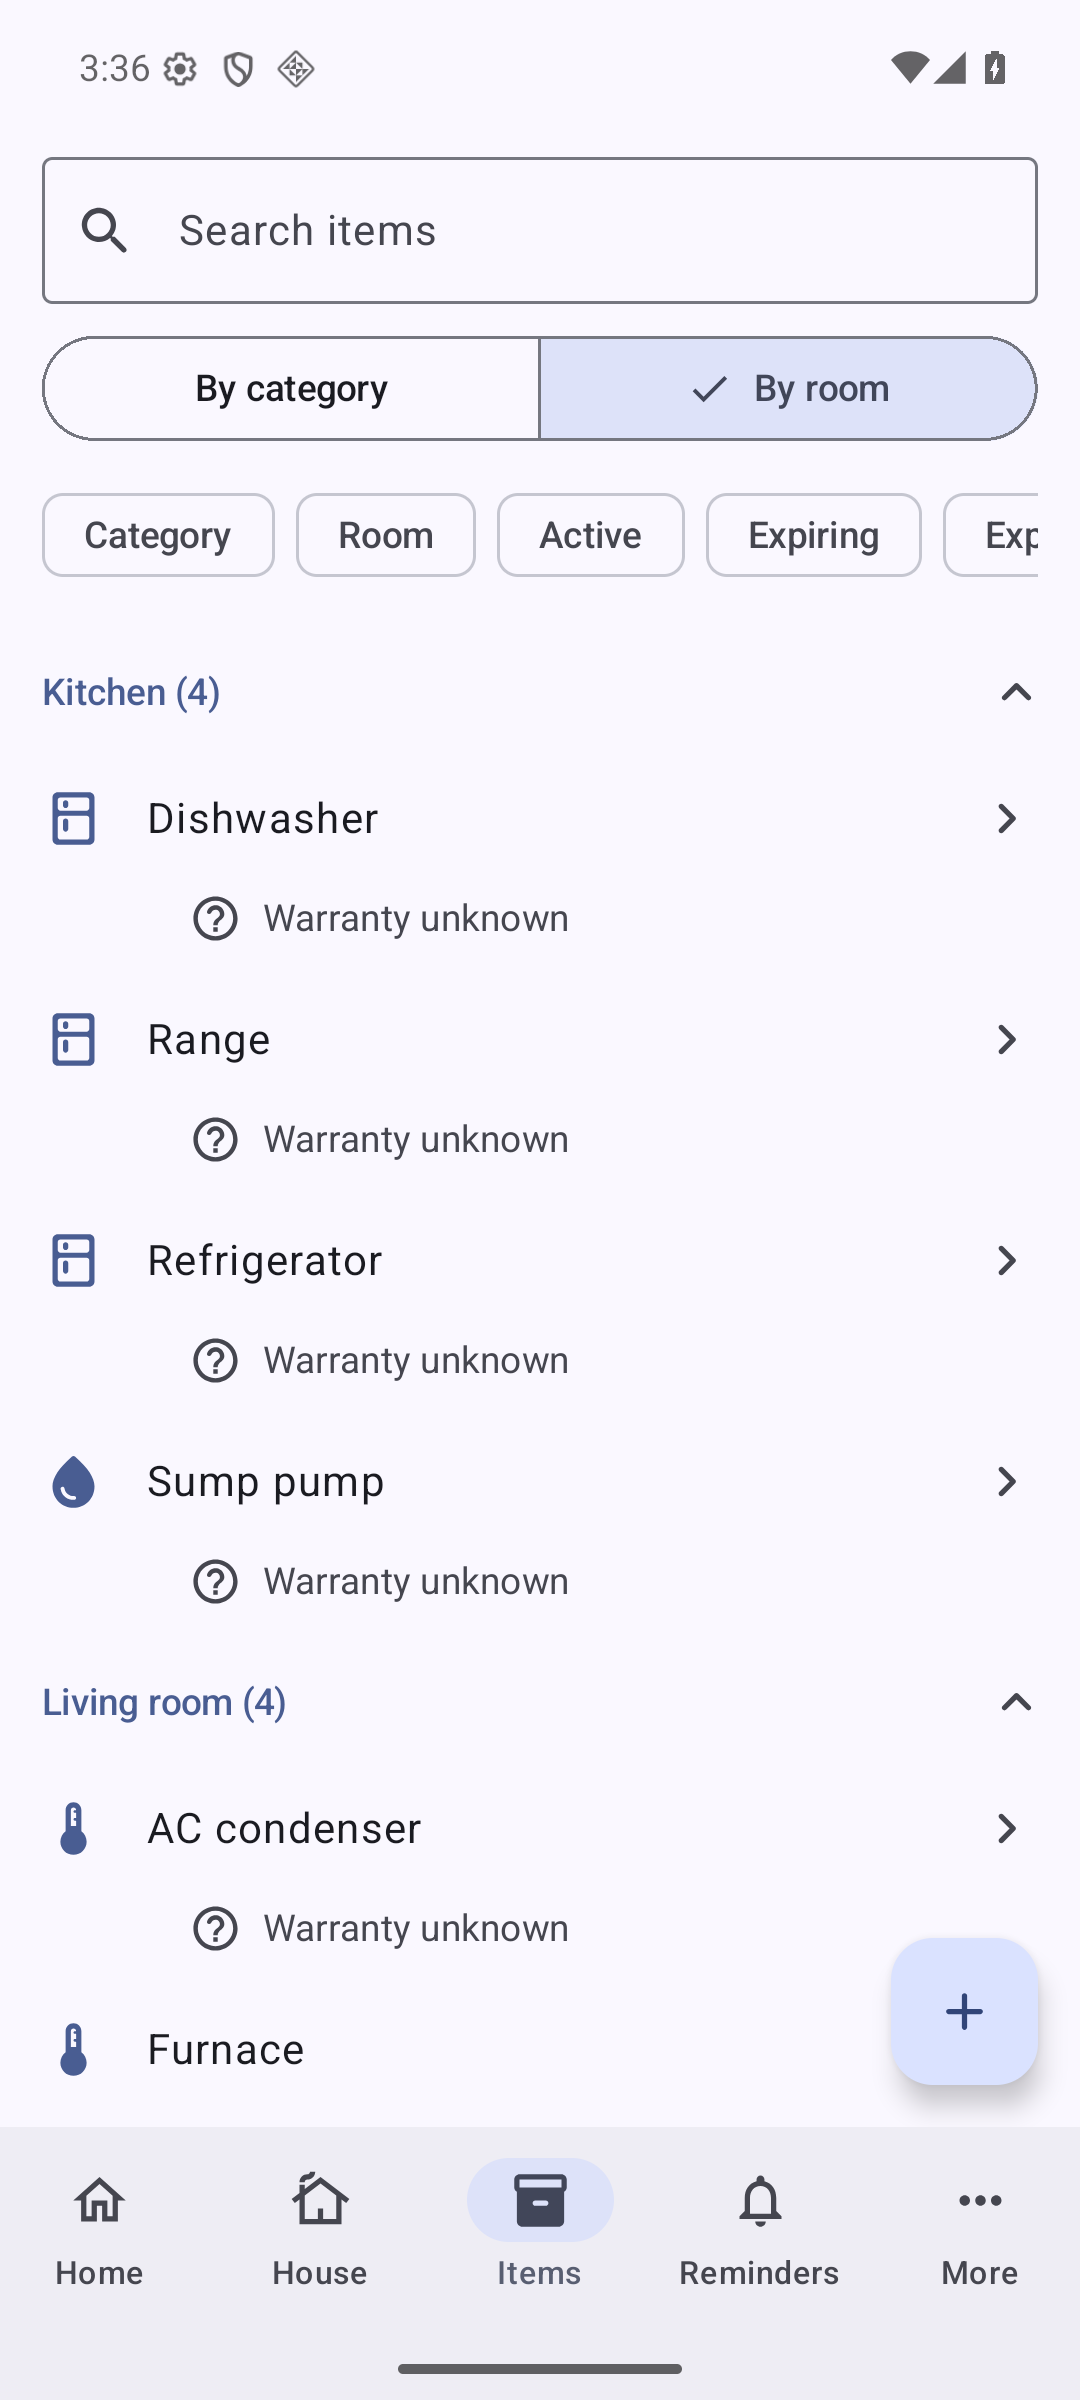 3:36
Search items
By category
By room
Category
Room
Active
Expiring
Exp
Kitchen (4)
Dishwasher
Warranty unknown
Range
Warranty unknown
Refrigerator
Warranty unknown
Sump pump
Warranty unknown
Living room (4)
AC condenser
Warranty unknown
Furnace
Home
House
Items
Reminders
More